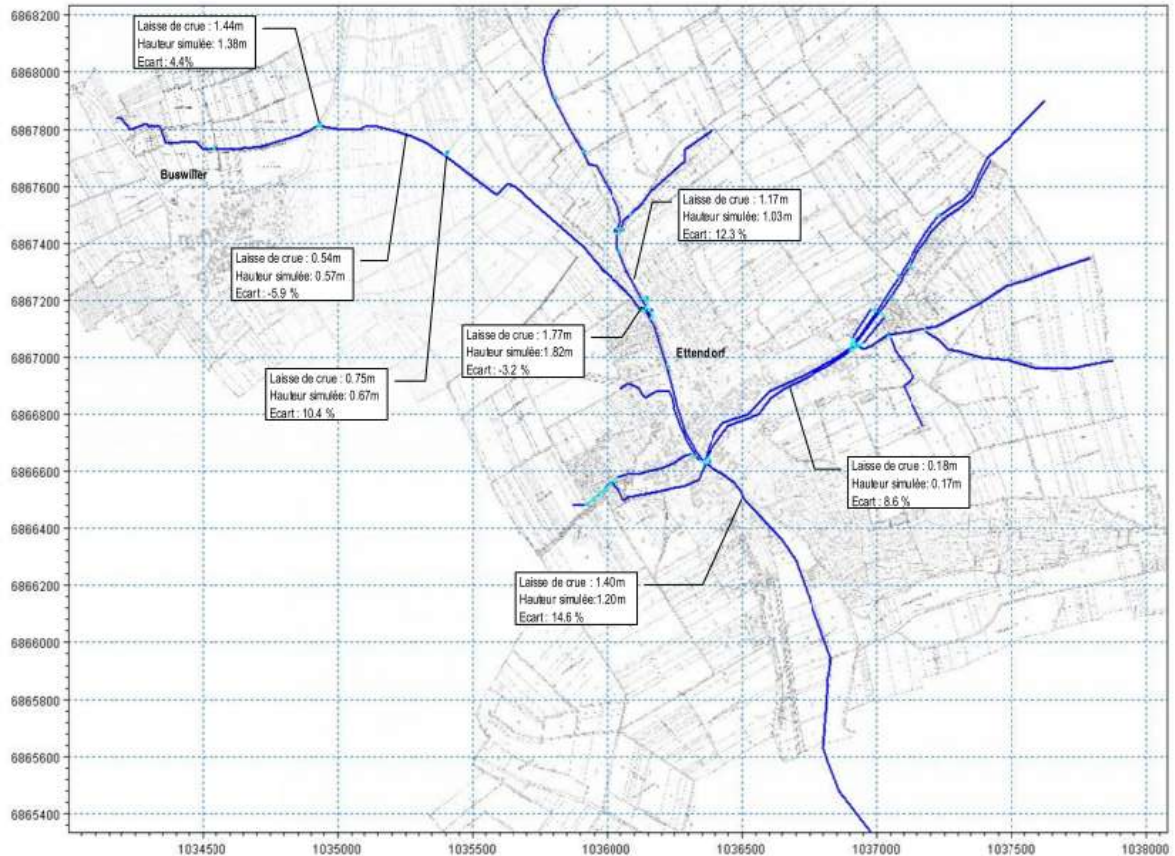 6868200
6868000
6867800
6867600
6867400
6867200
6867000
6866800
6866600
6866400
6866200
6866000
6865800
6865600
6865400
Laisse de crue : 1.44m
Hauteur simulée: 1.38m
Ecart : 4.4%
Buswiller
Laisse de crue : 1.17m
Hauteur simulée: 1.03m
Ecart : 12.3 %
Laisse de crue : 0.54m
Hauteur simulée: 0.57m
Ecart : -5.9 %
Laisse de crue : 1.77m
Hauteur simulée:1.82m
Ecart : -3.2 %
Ettendorf
Laisse de crue : 0.75m
Hauteur simulée: 0.67m
Ecart : 10.4 %
Laisse de crue : 0.18m
Hauteur simulée: 0.17m
Ecart : 8.6 %
Laisse de crue : 1.40m
Hauteur simulée:1.20m
Ecart : 14.6 %
1034500 1035000 1035500 1036000 1036500 1037000 1037500 1038000